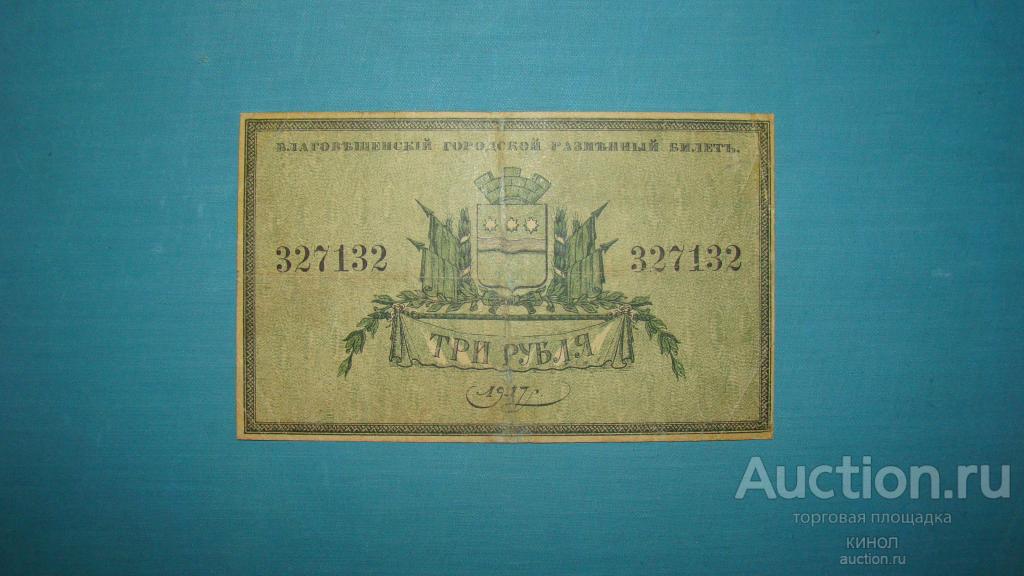 БЛАГОВѢЩЕНСКІЙ ГОРОДСКОЙ РАЗМѢННЫЙ БИЛЕТЪ.
327132 327132
ТРИ РУБЛЯ
1917 г.
Auction.ru
торговая площадка
КИНОЛ
auction.ru